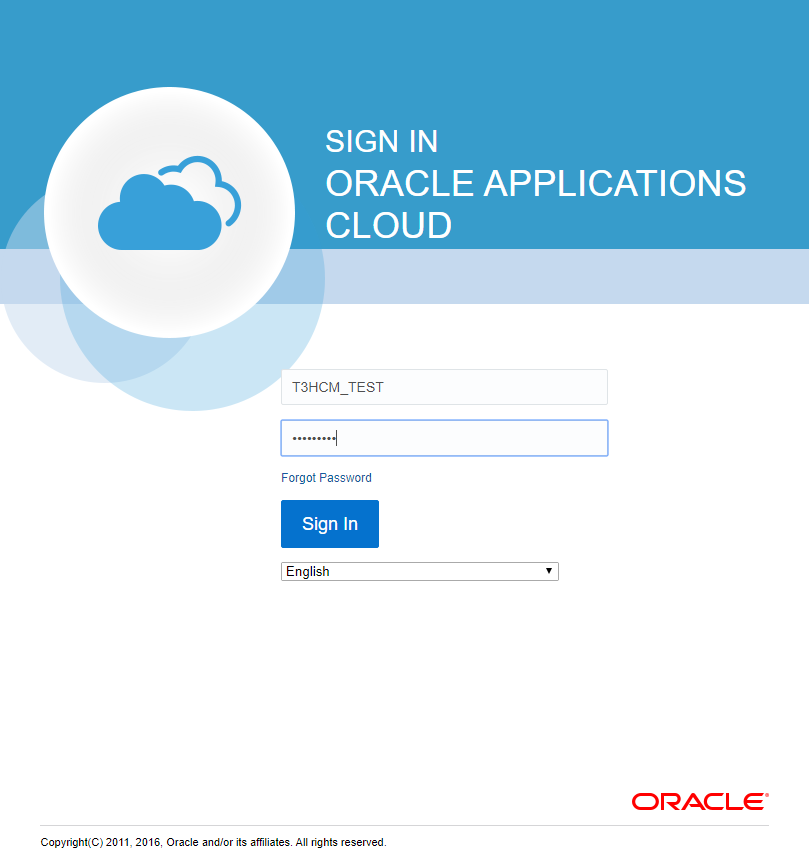 SIGN IN
ORACLE APPLICATIONS
CLOUD
T3HCM_TEST
•••••••••
Forgot Password
Sign In
English
ORACLE®
Copyright(C) 2011, 2016, Oracle and/or its affiliates. All rights reserved.